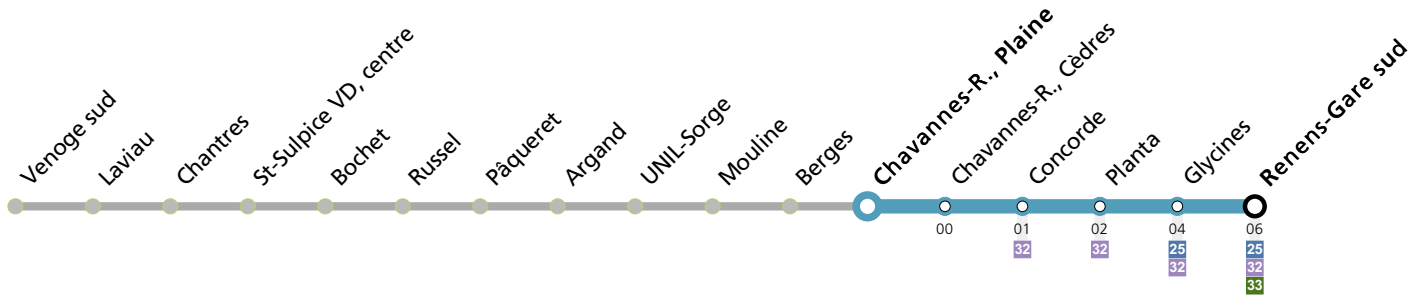 Venoge sud
Laviau
Chantres
St-Sulpice VD, centre
Bochet
Russel
Pâqueret
Argand
UNIL-Sorge
Mouline
Berges
Chavannes-R., Plaine
Chavannes-R., Cèdres
Concorde
Planta
Glycines
Renens-Gare sud
00 01 02 04 06
32 32 25 25
32 32
33